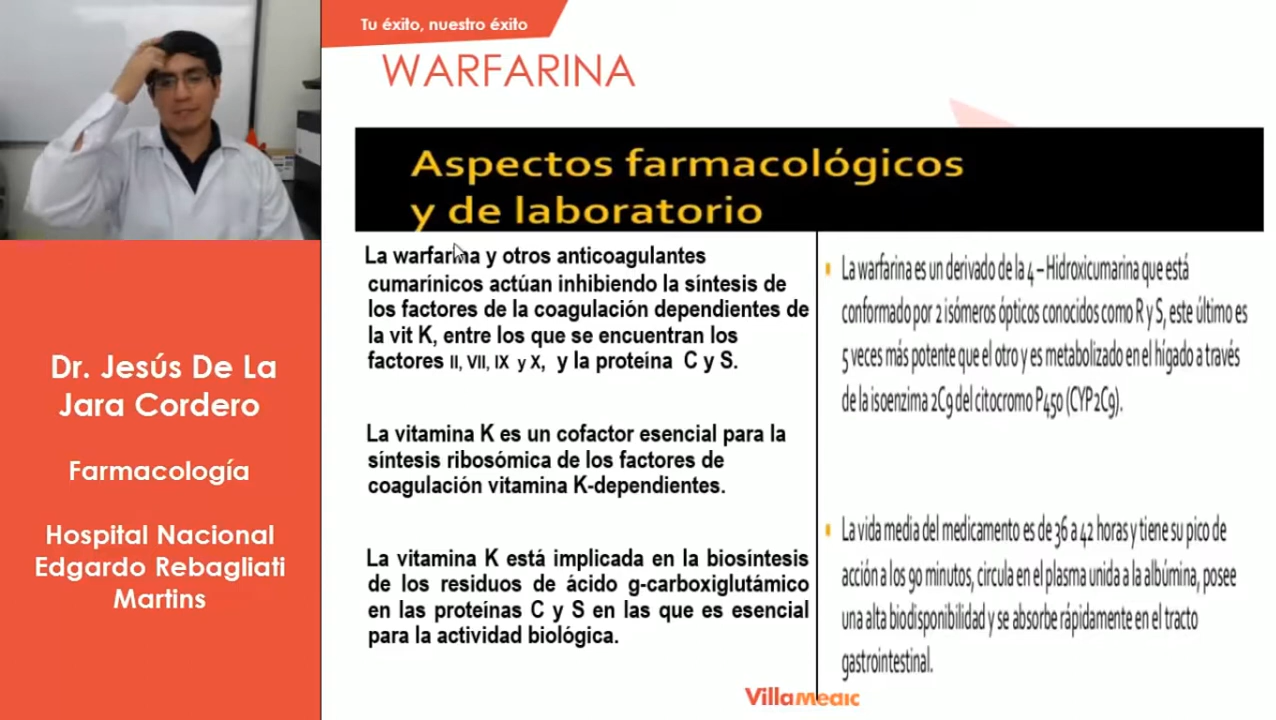 Tu éxito, nuestro éxito
WARFARINA
Aspectos farmacológicos
y de laboratorio
La warfarina y otros anticoagulantes
cumarínicos actúan inhibiendo la síntesis de
los factores de la coagulación dependientes de
la vit K, entre los que se encuentran los
factores II, VII, IX y X, y la proteína C y S.
La vitamina K es un cofactor esencial para la
síntesis ribosómica de los factores de
coagulación vitamina K-dependientes.
La vitamina K está implicada en la biosíntesis
de los residuos de ácido g-carboxiglutámico
en las proteínas C y S en las que es esencial
para la actividad biológica.
La warfarina es un derivado de la 4 – Hidroxicumarina que está
conformado por 2 isómeros ópticos conocidos como R y S, este último es
5 veces más potente que el otro y es metabolizado en el hígado a través
de la isoenzima 2C9 del citocromo P450 (CYP2C9).
La vida media del medicamento es de 36 a 42 horas y tiene su pico de
acción a los 90 minutos, circula en el plasma unida a la albúmina, posee
una alta biodisponibilidad y se absorbe rápidamente en el tracto
gastrointestinal.
Dr. Jesús De La
Jara Cordero
Farmacología
Hospital Nacional
Edgardo Rebagliati
Martins
VillaMedic